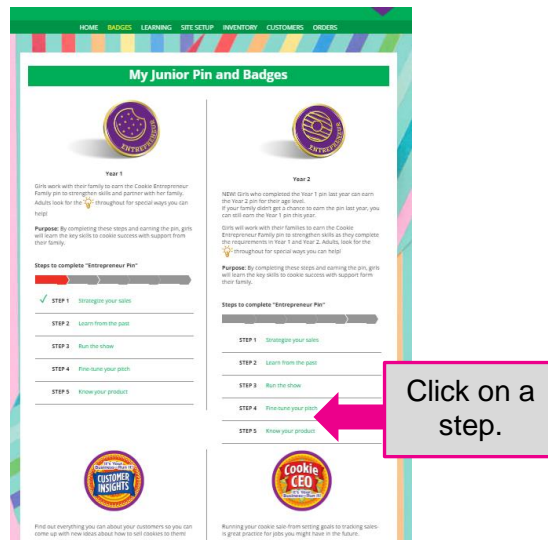 HOME BADGES LEARNING SITE SETUP INVENTORY CUSTOMERS ORDERS
My Junior Pin and Badges
ENTREPRENEUR
Year 1
Girls work with their family to earn the Cookie Entrepreneur
Family pin to strengthen skills and partner with her family.
Adults look for the throughout for special ways you can
help!
Purpose: By completing these steps and earning the pin, girls
will learn the key skills to cookie success with support from
their family.
Steps to complete "Entrepreneur Pin"
STEP 1 Strategize your sales
STEP 2 Learn from the past
STEP 3 Run the show
STEP 4 Fine-tune your pitch
STEP 5 Know your product
It's Your
Business—Run It!
CUSTOMER
INSIGHTS
Find out everything you can about your customers so you can
come up with new ideas about how to sell cookies to them!
ENTREPRENEUR
Year 2
NEW! Girls who completed the Year 1 pin last year can earn
the Year 2 pin for their age level.
If your family didn't get a chance to earn the pin last year, you
can still earn the Year 1 pin this year.
Girls will work with their families to earn the Cookie
Entrepreneur Family pin to strengthen skills as they complete
the requirements in Year 1 and Year 2. Adults, look for the
throughout for special ways you can help!
Purpose: By completing these steps and earning the pin, girls
will learn the key skills to cookie success with support form
their family.
Steps to complete "Entrepreneur Pin"
STEP 1 Strategize your sales
STEP 2 Learn from the past
STEP 3 Run the show
STEP 4 Fine-tune your pitch
STEP 5 Know your product
Click on a
step.
Cookie
CEO
It's Your
Business—Run It!
Running your cookie sale-from setting goals to tracking sales-
is great practice for jobs you might have in the future.